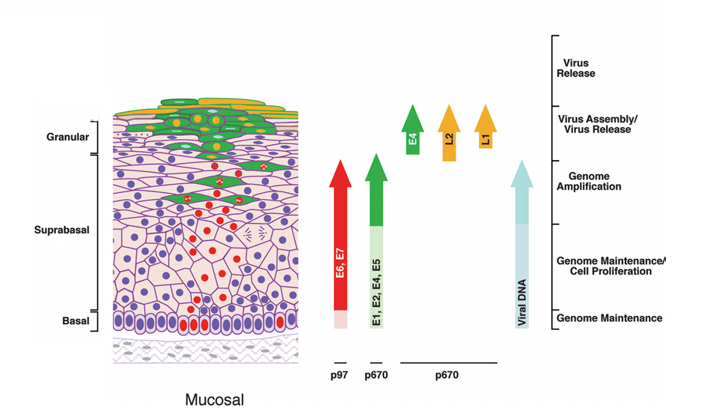 Granular
Suprabasal
Basal
Mucosal
E6, E7
E1, E2, E4, E5
E4
L2
L1
Viral DNA
p97
p670
p670
Virus
Release
Virus Assembly/
Virus Release
Genome
Amplification
Genome Maintenance/
Cell Proliferation
Genome Maintenance